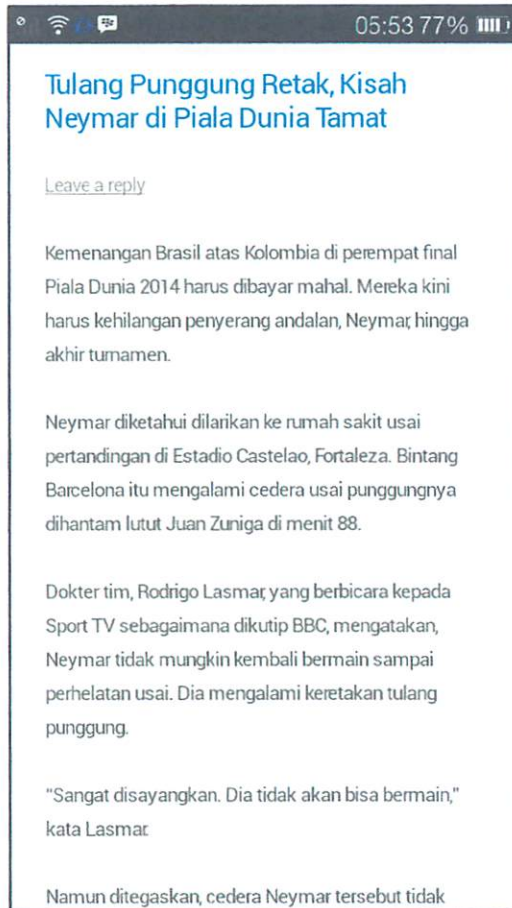 05:53 77%
Tulang Punggung Retak, Kisah
Neymar di Piala Dunia Tamat
Leave a reply
Kemenangan Brasil atas Kolombia di perempat final
Piala Dunia 2014 harus dibayar mahal. Mereka kini
harus kehilangan penyerang andalan, Neymar, hingga
akhir turnamen.
Neymar diketahui dilarikan ke rumah sakit usai
pertandingan di Estadio Castelao, Fortaleza. Bintang
Barcelona itu mengalami cedera usai punggungnya
dihantam lutut Juan Zuniga di menit 88.
Dokter tim, Rodrigo Lasmar, yang berbicara kepada
Sport TV sebagaimana dikutip BBC, mengatakan,
Neymar tidak mungkin kembali bermain sampai
perhelatan usai. Dia mengalami keretakan tulang
punggung.
"Sangat disayangkan. Dia tidak akan bisa bermain,"
kata Lasmar.
Namun ditegaskan, cedera Neymar tersebut tidak